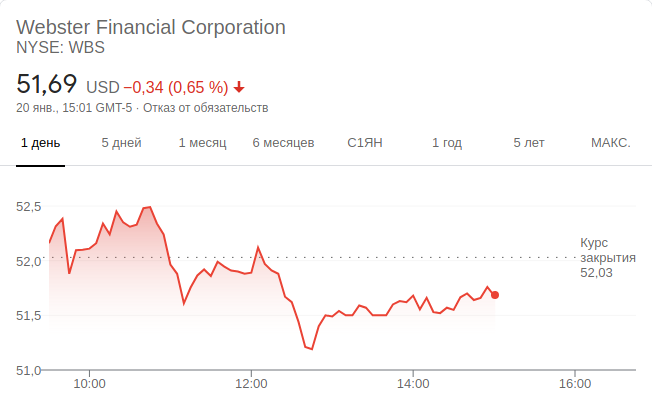 Webster Financial Corporation
NYSE: WBS
51,69 USD −0,34 (0,65 %)
20 янв., 15:01 GMT-5 · Отказ от обязательств
1 день 5 дней 1 месяц 6 месяцев С1ЯН 1 год 5 лет МАКС.
52,5
52,0
51,5
51,0
Курс
закрытия
52,03
10:00 12:00 14:00 16:00